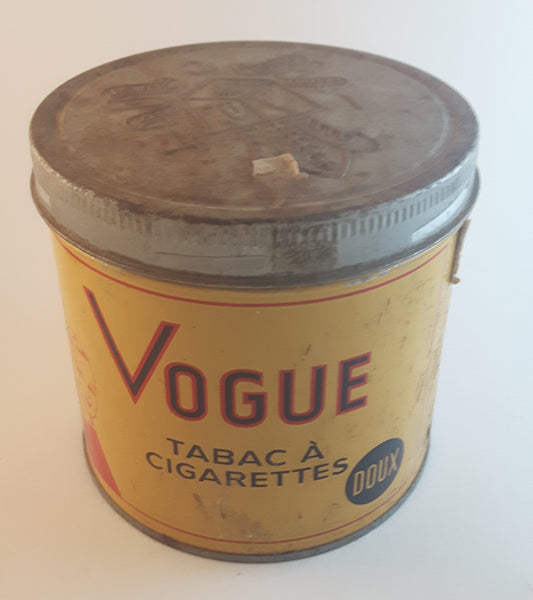 VOGUE
TABAC À
CIGARETTES
DOUX